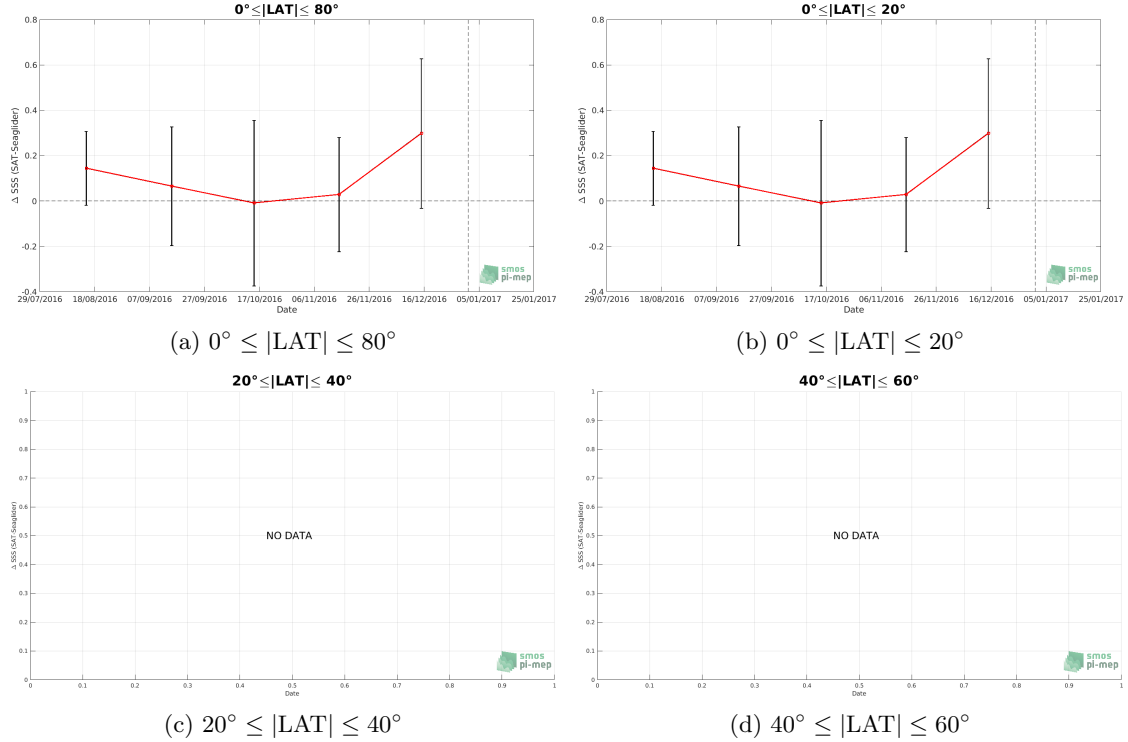 0°≤|LAT|≤ 80°
0.8
0.6
0.4
0.2
0
-0.2
-0.4
Δ SSS (SAT-Seaglider)
29/07/2016 18/08/2016 07/09/2016 27/09/2016 17/10/2016 06/11/2016 26/11/2016 16/12/2016 05/01/2017 25/01/2017
Date
smos
pi-mep
(a) 0° ≤ |LAT| ≤ 80°
0°≤|LAT|≤ 20°
0.8
0.6
0.4
0.2
0
-0.2
-0.4
Δ SSS (SAT-Seaglider)
29/07/2016 18/08/2016 07/09/2016 27/09/2016 17/10/2016 06/11/2016 26/11/2016 16/12/2016 05/01/2017 25/01/2017
Date
smos
pi-mep
(b) 0° ≤ |LAT| ≤ 20°
20°≤|LAT|≤ 40°
1
0.9
0.8
0.7
0.6
0.5
0.4
0.3
0.2
0.1
0
Δ SSS (SAT-Seaglider)
NO DATA
0 0.1 0.2 0.3 0.4 0.5 0.6 0.7 0.8 0.9 1
Date
smos
pi-mep
(c) 20° ≤ |LAT| ≤ 40°
40°≤|LAT|≤ 60°
1
0.9
0.8
0.7
0.6
0.5
0.4
0.3
0.2
0.1
0
Δ SSS (SAT-Seaglider)
NO DATA
0 0.1 0.2 0.3 0.4 0.5 0.6 0.7 0.8 0.9 1
Date
smos
pi-mep
(d) 40° ≤ |LAT| ≤ 60°